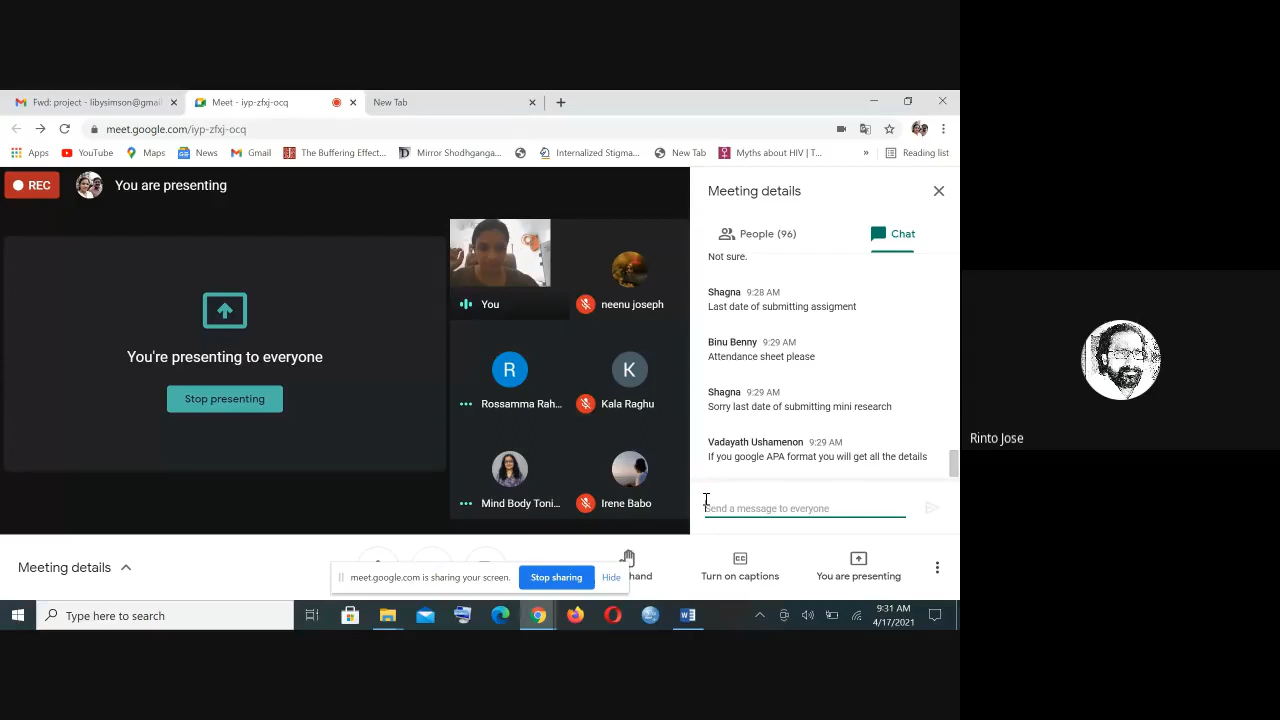 Fwd: project - libysimson@gmai
Meet - iyp-zfxj-ocq
New Tab
meet.google.com/iyp-zfxj-ocq
Apps
YouTube
Maps
News
Gmail
The Buffering Effect...
Mirror Shodhganga...
Internalized Stigma...
New Tab
Myths about HIV | T...
»
Reading list
REC
You are presenting
You're presenting to everyone
Stop presenting
You
neenu joseph
R
Rossamma Rah...
K
Kala Raghu
Mind Body Toni...
Irene Babo
Meeting details
People (96)
Chat
Not sure.
Shagna 9:28 AM
Last date of submitting assigment
Binu Benny 9:29 AM
Attendance sheet please
Shagna 9:29 AM
Sorry last date of submitting mini research
Vadayath Ushamenon 9:29 AM
If you google APA format you will get all the details
Send a message to everyone
Rinto Jose
Meeting details
meet.google.com is sharing your screen.
Stop sharing
Hide
hand
Turn on captions
You are presenting
Type here to search
9:31 AM
4/17/2021